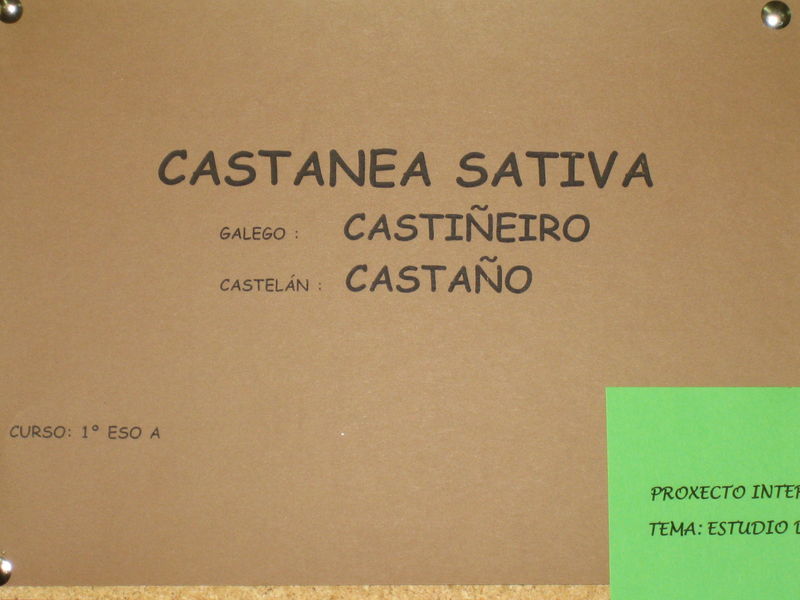 CASTANEA SATIVA
GALEGO : CASTIÑEIRO
CASTELÁN : CASTAÑO
CURSO: 1º ESO A
PROXECTO
TEMA: ESTUDIO